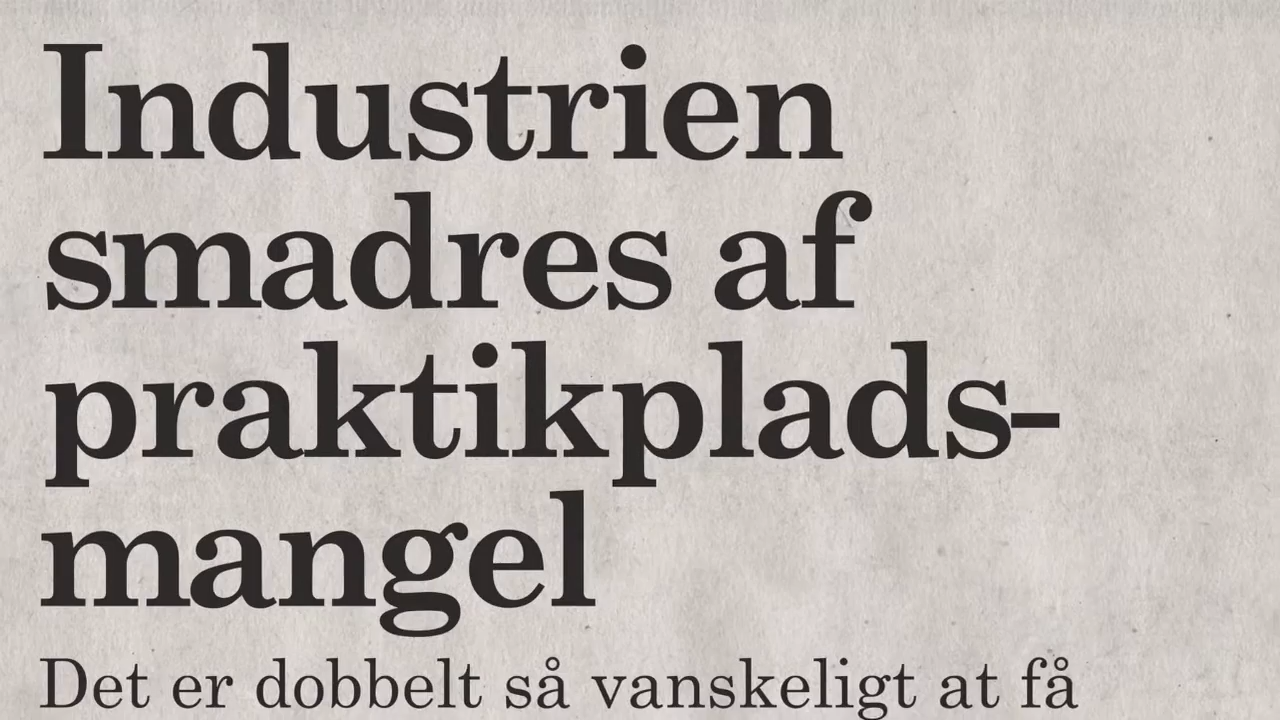 Industrien
smadres af
praktikplads-
mangel
Det er dobbelt så vanskeligt at få